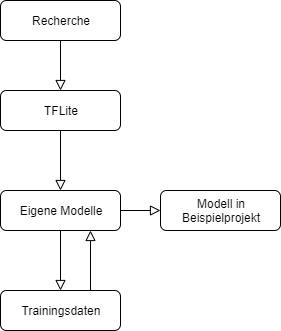 Recherche
TFLite
Eigene Modelle
Modell in
Beispielprojekt
Trainingsdaten